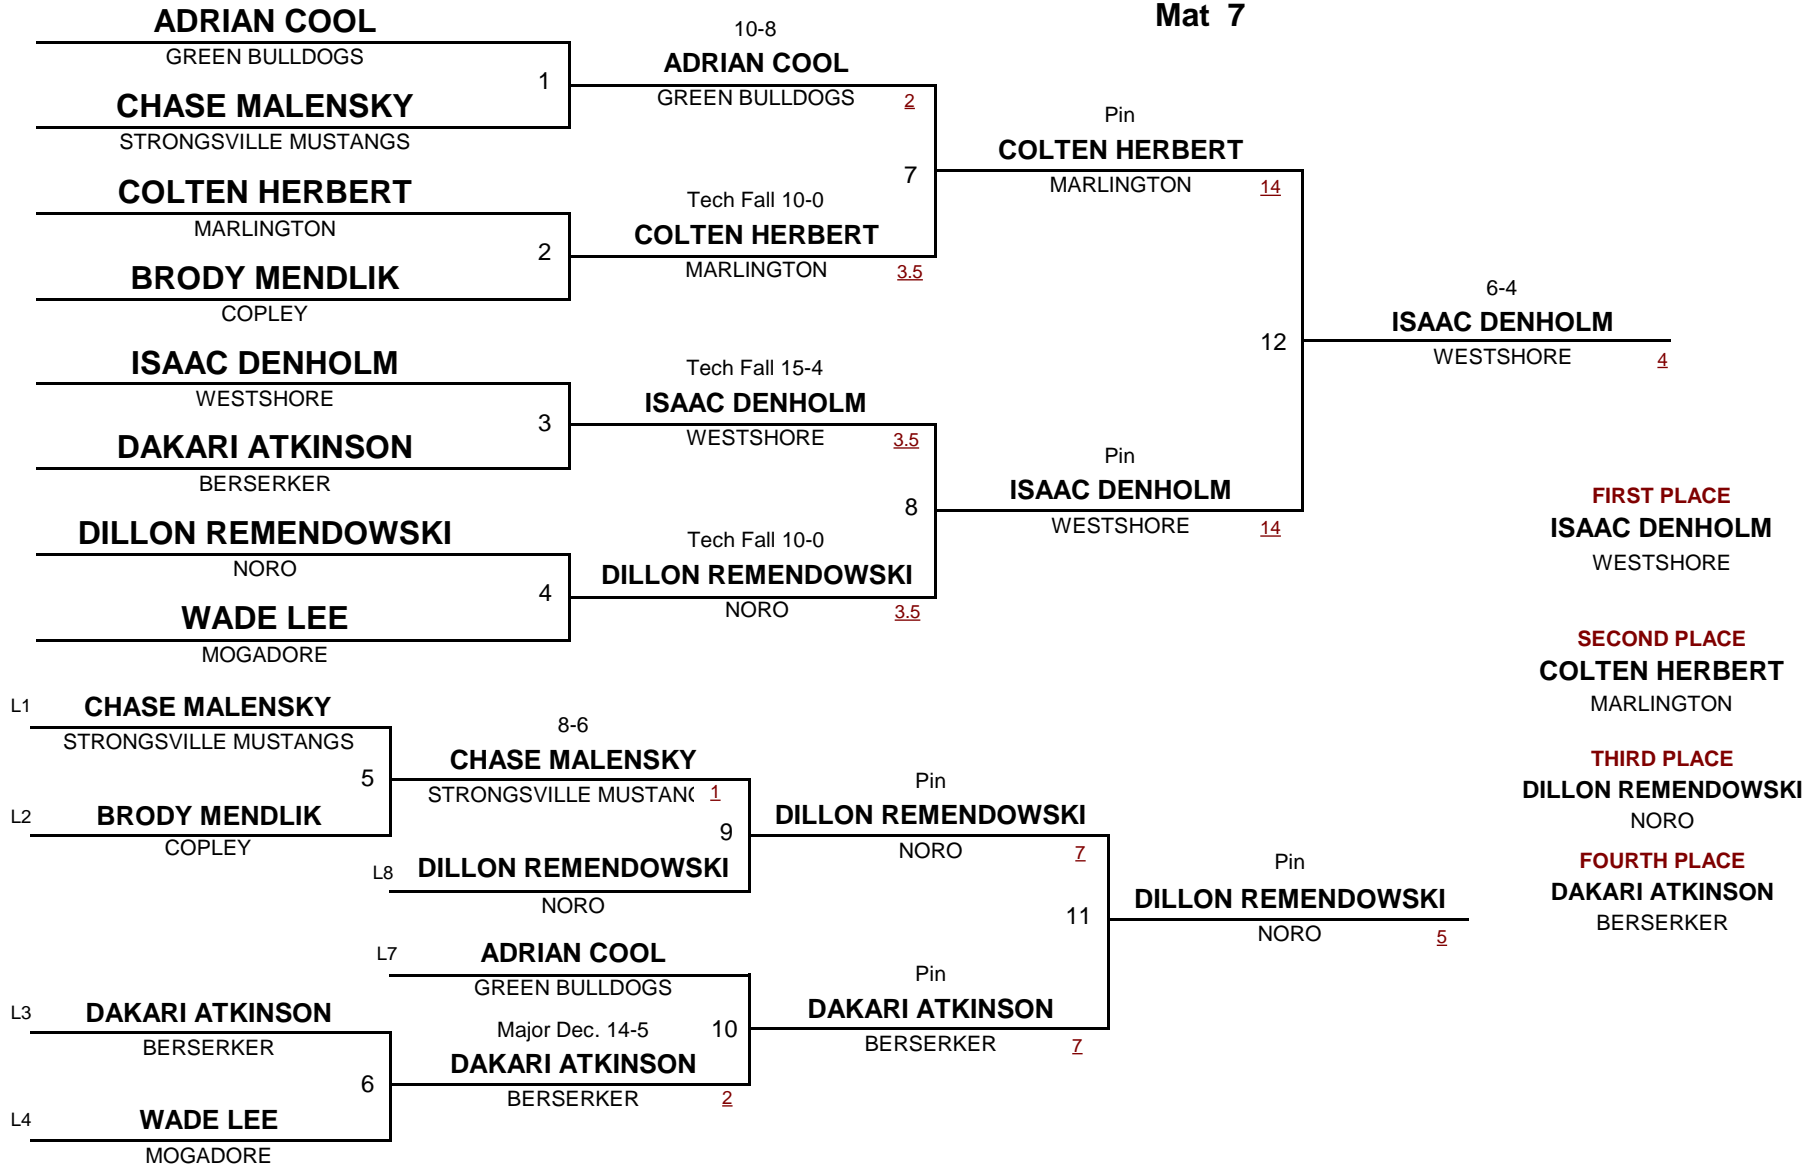 Mat 7
ADRIAN COOL
GREEN BULLDOGS
1
CHASE MALENSKY
STRONGSVILLE MUSTANGS
COLTEN HERBERT
MARLINGTON
2
BRODY MENDLIK
COPLEY
ISAAC DENHOLM
WESTSHORE
3
DAKARI ATKINSON
BERSERKER
DILLON REMENDOWSKI
NORO
4
WADE LEE
MOGADORE
10-8
ADRIAN COOL
GREEN BULLDOGS 2
7
Tech Fall 10-0
COLTEN HERBERT
MARLINGTON 3.5
Tech Fall 15-4
ISAAC DENHOLM
WESTSHORE 3.5
8
Tech Fall 10-0
DILLON REMENDOWSKI
NORO 3.5
Pin
COLTEN HERBERT
MARLINGTON 14
12
Pin
ISAAC DENHOLM
WESTSHORE 14
6-4
ISAAC DENHOLM
WESTSHORE 4
FIRST PLACE
ISAAC DENHOLM
WESTSHORE
SECOND PLACE
COLTEN HERBERT
MARLINGTON
THIRD PLACE
DILLON REMENDOWSKI
NORO
FOURTH PLACE
DAKARI ATKINSON
BERSERKER
L1 CHASE MALENSKY
STRONGSVILLE MUSTANGS
5
L2 BRODY MENDLIK
COPLEY
L3 DAKARI ATKINSON
BERSERKER
6
L4 WADE LEE
MOGADORE
8-6
CHASE MALENSKY
STRONGSVILLE MUSTANG 1
9
L8 DILLON REMENDOWSKI
NORO
L7 ADRIAN COOL
GREEN BULLDOGS
Major Dec. 14-5 10
DAKARI ATKINSON
BERSERKER 2
Pin
DILLON REMENDOWSKI
NORO 7
11
Pin
DAKARI ATKINSON
BERSERKER 7
Pin
DILLON REMENDOWSKI
NORO 5